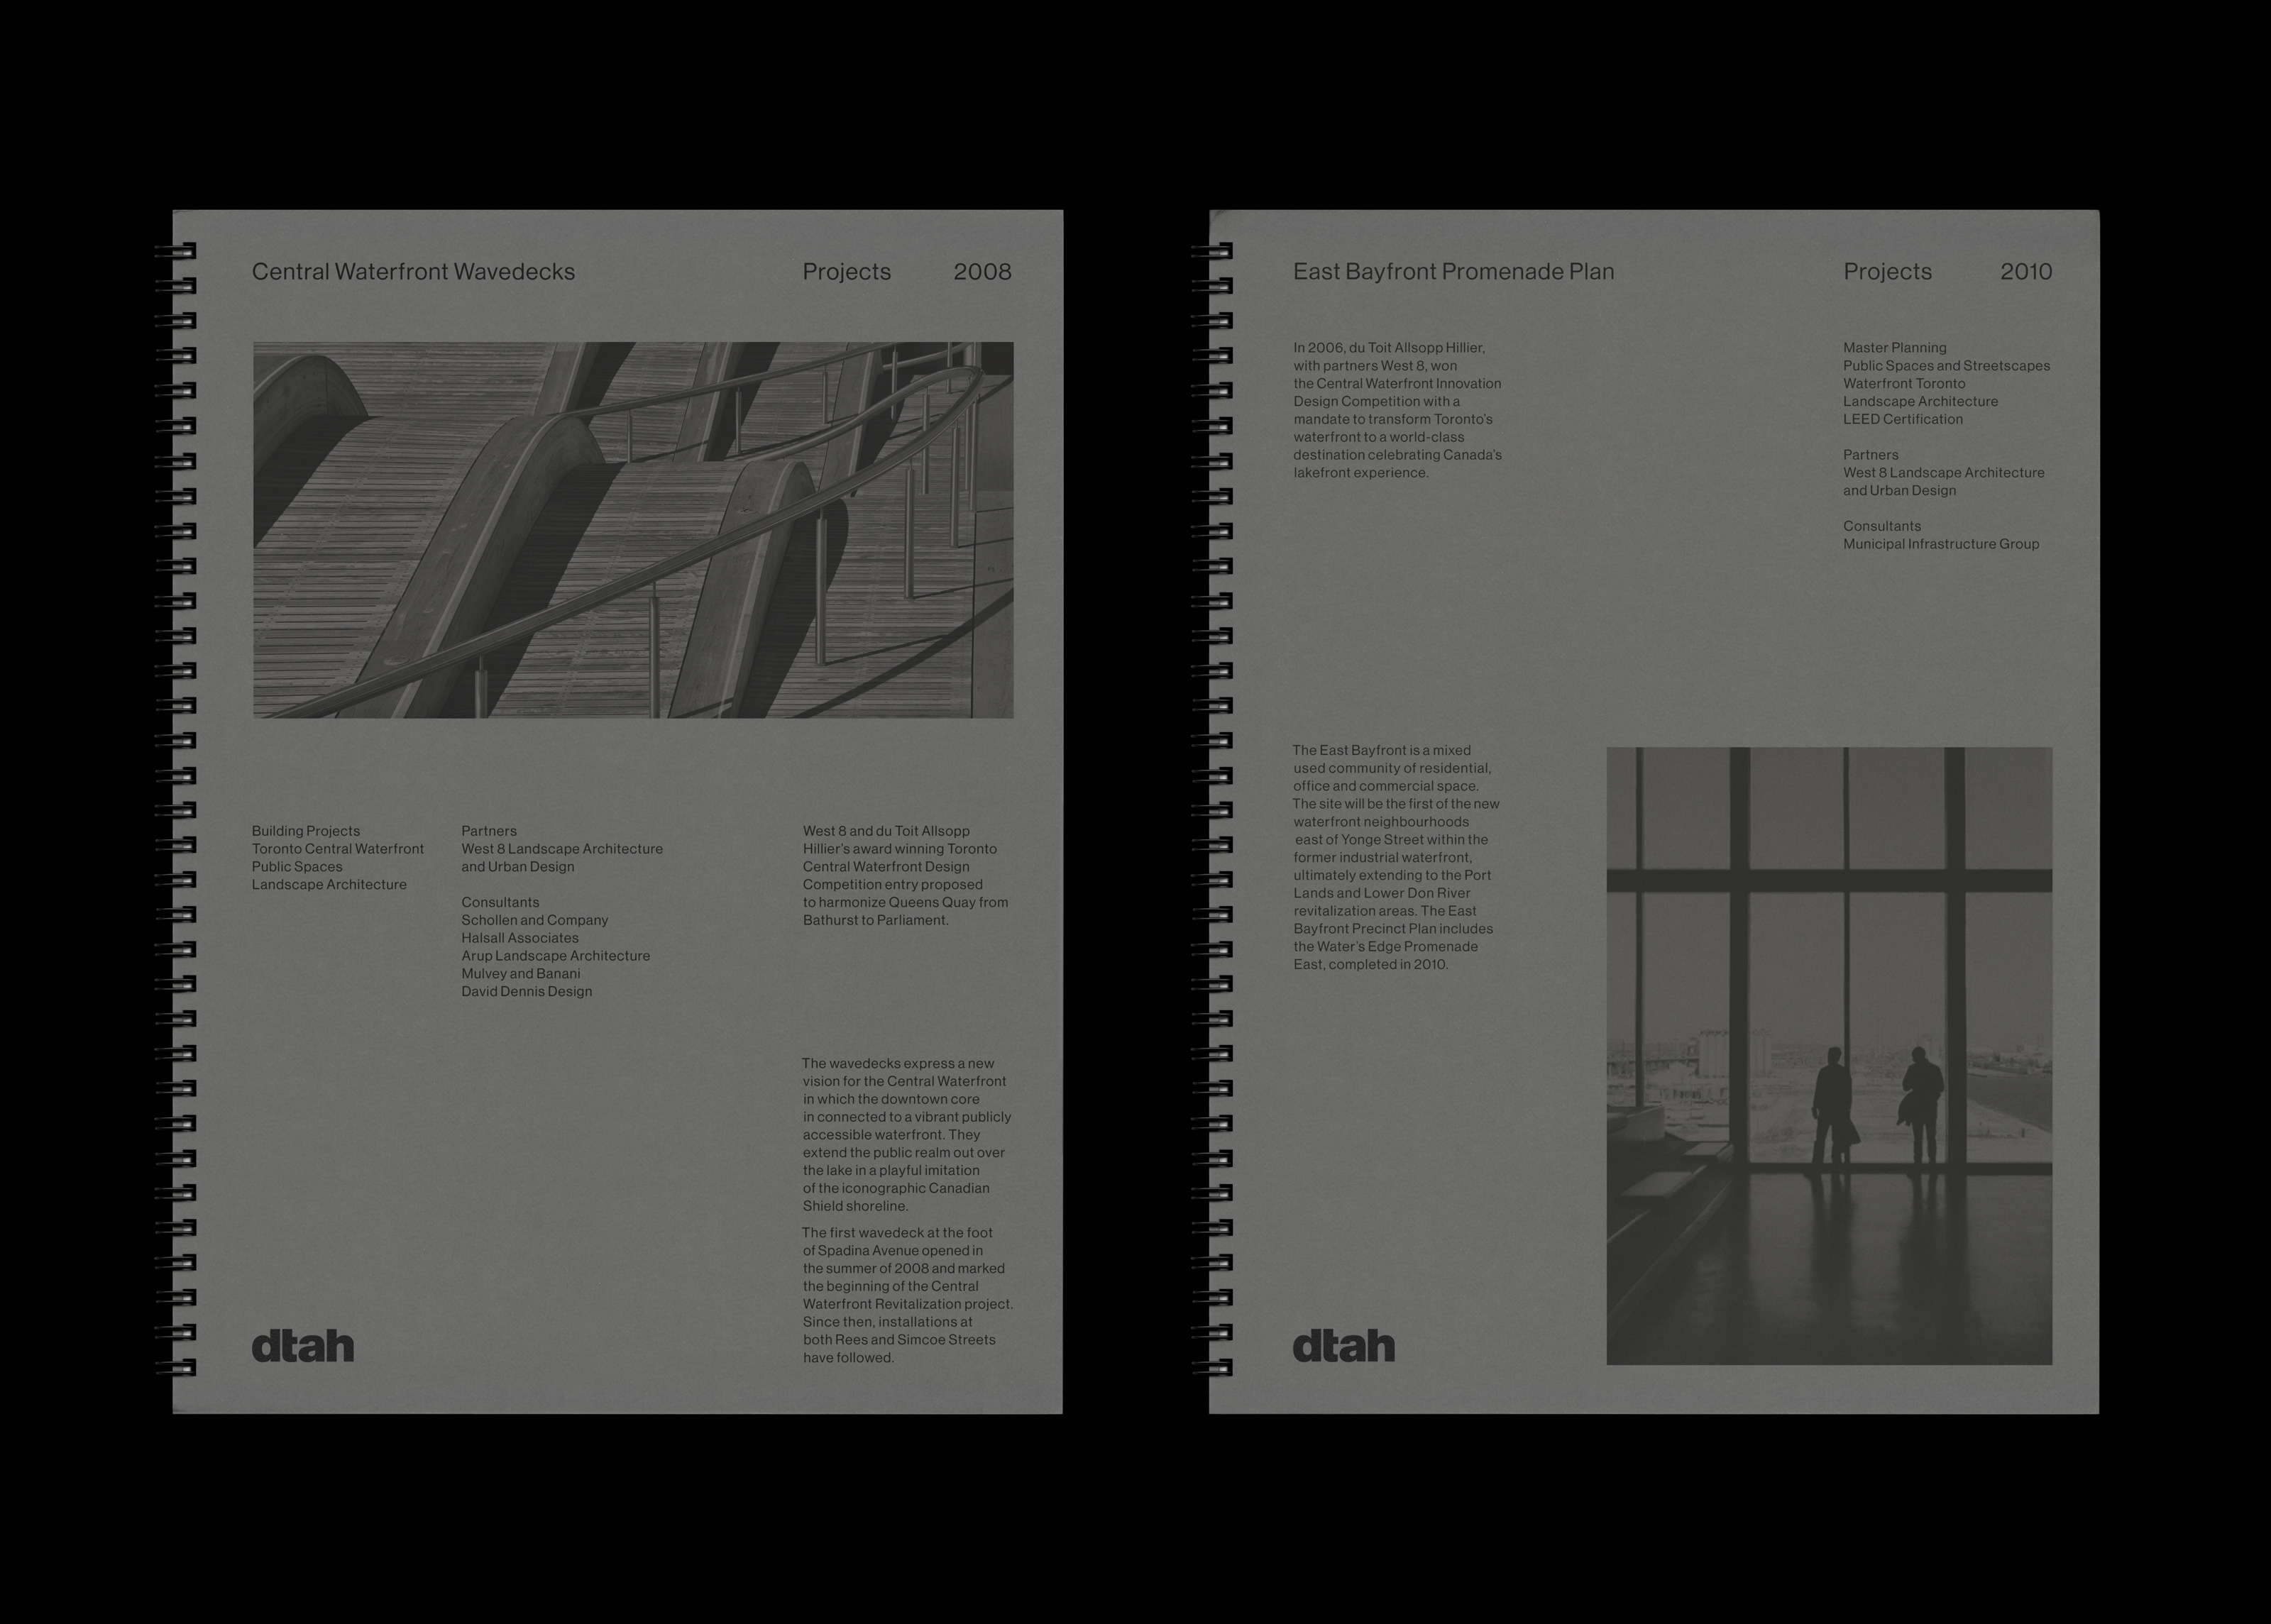 Central Waterfront Wavedecks
Projects
2008
Building Projects
Toronto Central Waterfront
Public Spaces
Landscape Architecture
Partners
West 8 Landscape Architecture
and Urban Design
Consultants
Schollen and Company
Halsall Associates
Arup Landscape Architecture
Mulvey and Banani
David Dennis Design
West 8 and du Toit Allsopp
Hillier’s award winning Toronto
Central Waterfront Design
Competition entry proposed
to harmonize Queens Quay from
Bathurst to Parliament.
The wavedecks express a new
vision for the Central Waterfront
in which the downtown core
in connected to a vibrant publicly
accessible waterfront. They
extend the public realm out over
the lake in a playful imitation
of the iconographic Canadian
Shield shoreline.
The first wavedeck at the foot
of Spadina Avenue opened in
the summer of 2008 and marked
the beginning of the Central
Waterfront Revitalization project.
Since then, installations at
both Rees and Simcoe Streets
have followed.
dtah
East Bayfront Promenade Plan
Projects
2010
In 2006, du Toit Allsopp Hillier,
with partners West 8, won
the Central Waterfront Innovation
Design Competition with a
mandate to transform Toronto’s
waterfront to a world-class
destination celebrating Canada’s
lakefront experience.
Master Planning
Public Spaces and Streetscapes
Waterfront Toronto
Landscape Architecture
LEED Certification
Partners
West 8 Landscape Architecture
and Urban Design
Consultants
Municipal Infrastructure Group
The East Bayfront is a mixed
used community of residential,
office and commercial space.
The site will be the first of the new
waterfront neighbourhoods
east of Yonge Street within the
former industrial waterfront,
ultimately extending to the Port
Lands and Lower Don River
revitalization areas. The East
Bayfront Precinct Plan includes
the Water’s Edge Promenade
East, completed in 2010.
dtah